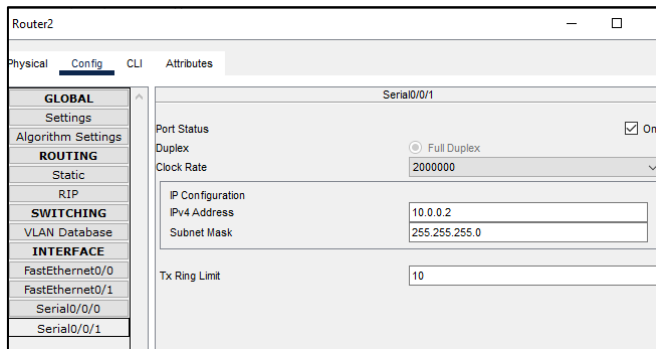 Router2
Physical Config CLI Attributes
GLOBAL
Settings
Algorithm Settings
ROUTING
Static
RIP
SWITCHING
VLAN Database
INTERFACE
FastEthernet0/0
FastEthernet0/1
Serial0/0/0
Serial0/0/1
Serial0/0/1
Port Status On
Duplex Full Duplex
Clock Rate 2000000
IP Configuration
IPv4 Address 10.0.0.2
Subnet Mask 255.255.255.0
Tx Ring Limit 10